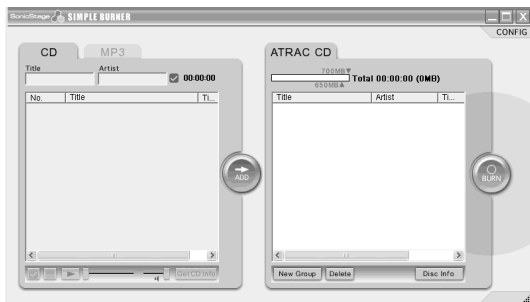 SonicStage SIMPLE BURNER
CONFIG
CD
MP3
Title
Artist
00:00:00
No.
Title
Ti...
ADD
Get CD Info
ATRAC CD
700MB▼
650MB▲
Total 00:00:00 (0MB)
Title
Artist
Ti...
BURN
New Group
Delete
Disc Info